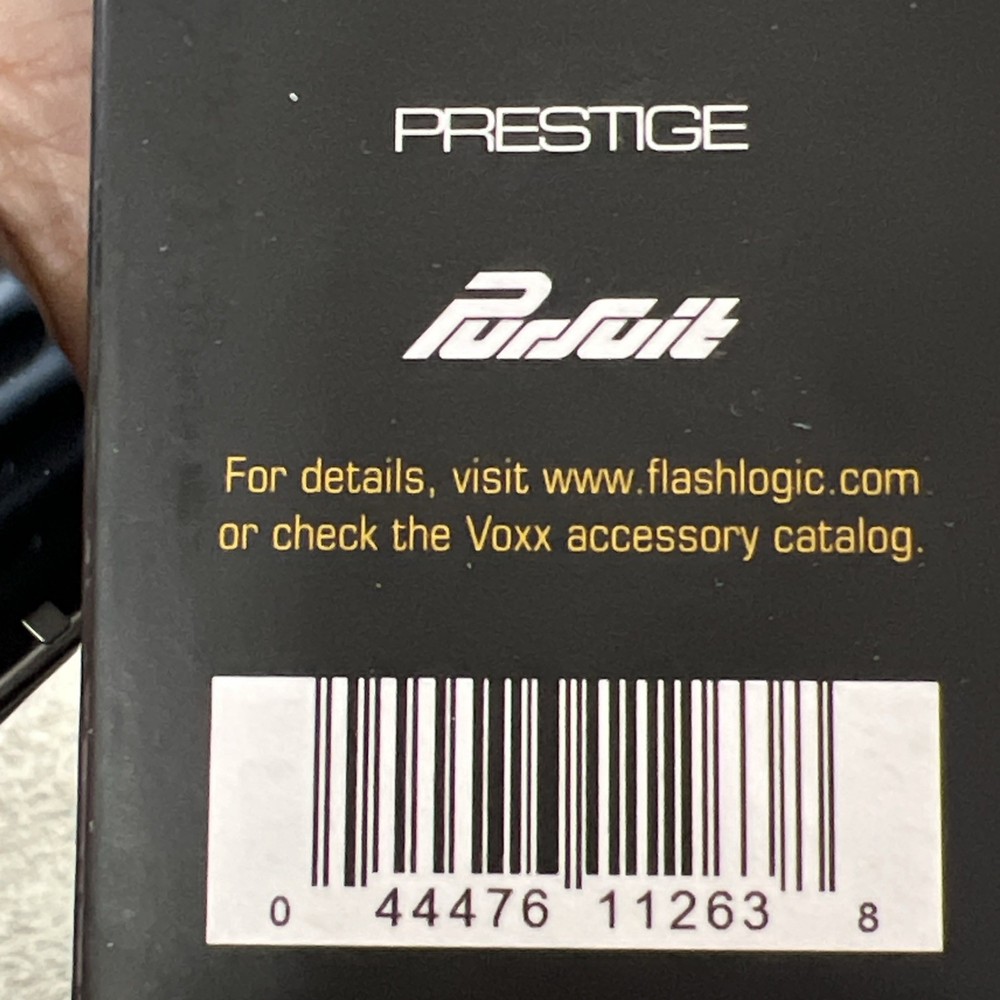 PRESTIGE
Pursuit
For details, visit www.flashlogic.com
or check the Voxx accessory catalog.
0 44476 11263 8